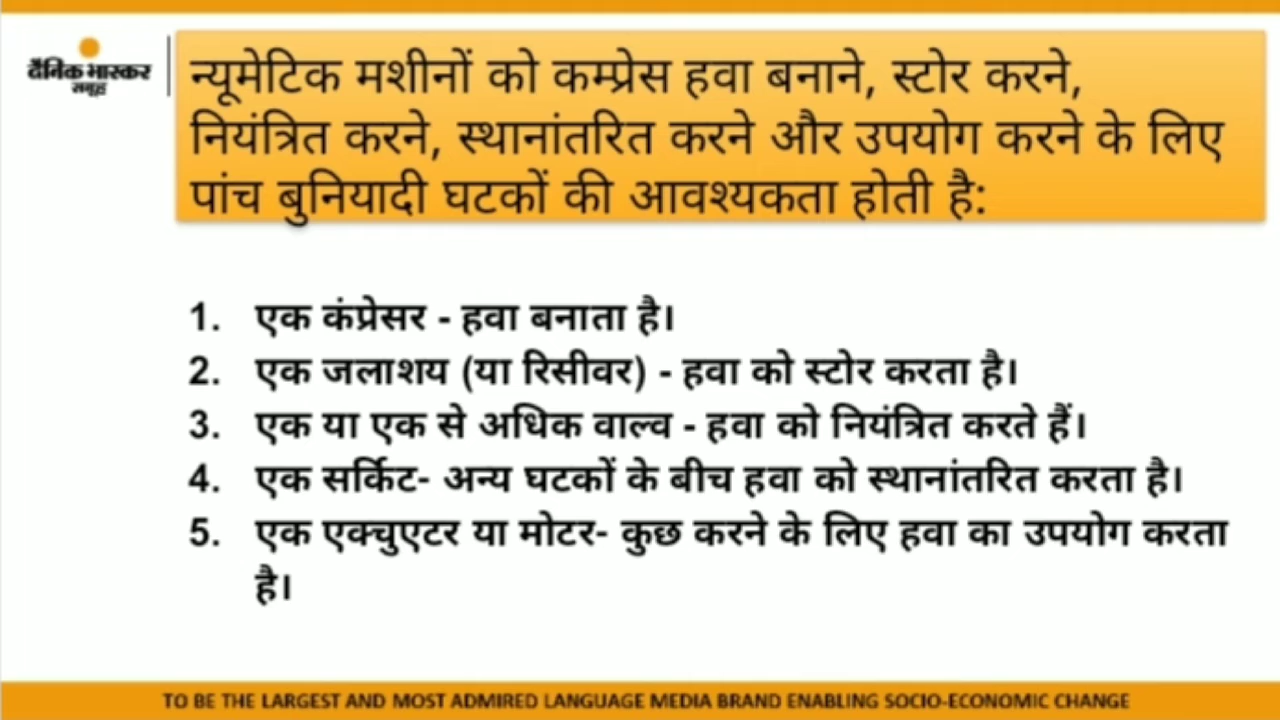 दैनिक भास्कर
समूह
न्यूमेटिक मशीनों को कम्प्रेस हवा बनाने, स्टोर करने,
नियंत्रित करने, स्थानांतरित करने और उपयोग करने के लिए
पांच बुनियादी घटकों की आवश्यकता होती है:
1. एक कंप्रेसर - हवा बनाता है।
2. एक जलाशय (या रिसीवर) - हवा को स्टोर करता है।
3. एक या एक से अधिक वाल्व - हवा को नियंत्रित करते हैं।
4. एक सर्किट- अन्य घटकों के बीच हवा को स्थानांतरित करता है।
5. एक एक्चुएटर या मोटर- कुछ करने के लिए हवा का उपयोग करता
है।
TO BE THE LARGEST AND MOST ADMIRED LANGUAGE MEDIA BRAND ENABLING SOCIO-ECONOMIC CHANGE